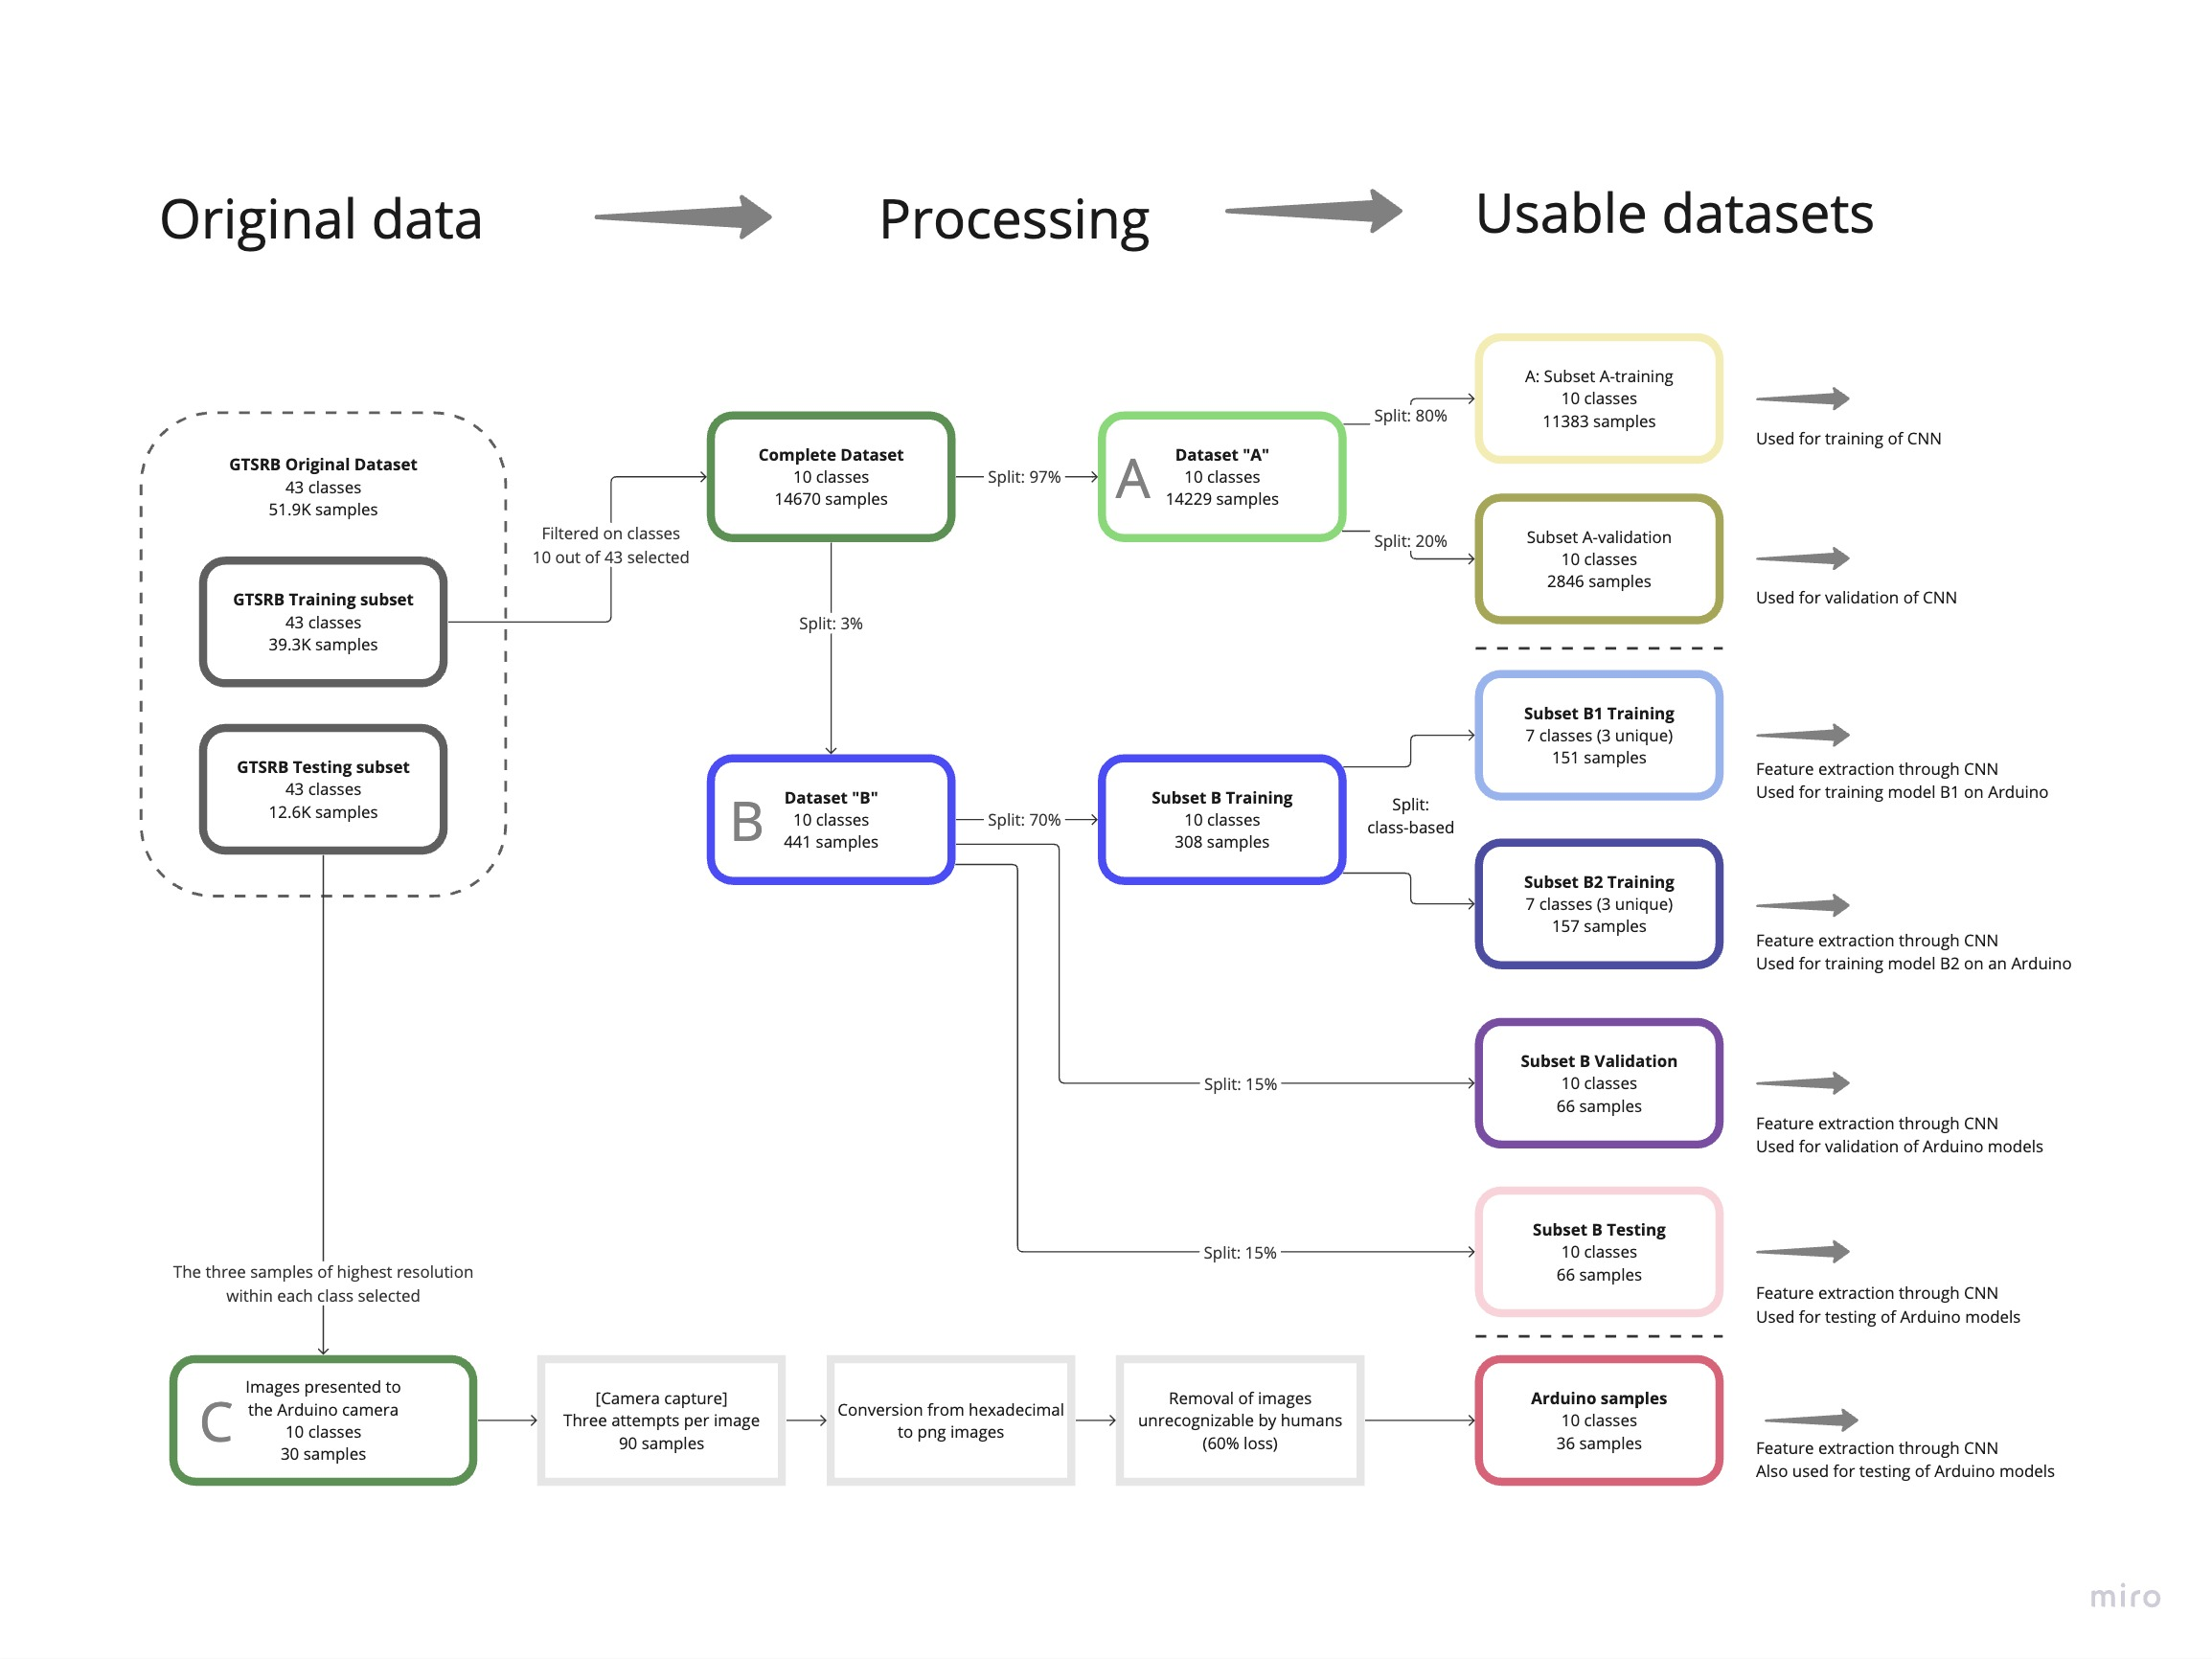 Original data
Processing
Usable datasets
GTSRB Original Dataset
43 classes
51.9K samples
GTSRB Training subset
43 classes
39.3K samples
GTSRB Testing subset
43 classes
12.6K samples
Filtered on classes
10 out of 43 selected
Complete Dataset
10 classes
14670 samples
Split: 97%
A
Dataset "A"
10 classes
14229 samples
Split: 80%
Split: 20%
A: Subset A-training
10 classes
11383 samples
Used for training of CNN
Subset A-validation
10 classes
2846 samples
Used for validation of CNN
Split: 3%
B
Dataset "B"
10 classes
441 samples
Split: 70%
Subset B Training
10 classes
308 samples
Split:
class-based
Subset B1 Training
7 classes (3 unique)
151 samples
Feature extraction through CNN
Used for training model B1 on Arduino
Subset B2 Training
7 classes (3 unique)
157 samples
Feature extraction through CNN
Used for training model B2 on an Arduino
Split: 15%
Subset B Validation
10 classes
66 samples
Feature extraction through CNN
Used for validation of Arduino models
Split: 15%
Subset B Testing
10 classes
66 samples
Feature extraction through CNN
Used for testing of Arduino models
The three samples of highest resolution
within each class selected
C
Images presented to
the Arduino camera
10 classes
30 samples
[Camera capture]
Three attempts per image
90 samples
Conversion from hexadecimal
to png images
Removal of images
unrecognizable by humans
(60% loss)
Arduino samples
10 classes
36 samples
Feature extraction through CNN
Also used for testing of Arduino models
miro